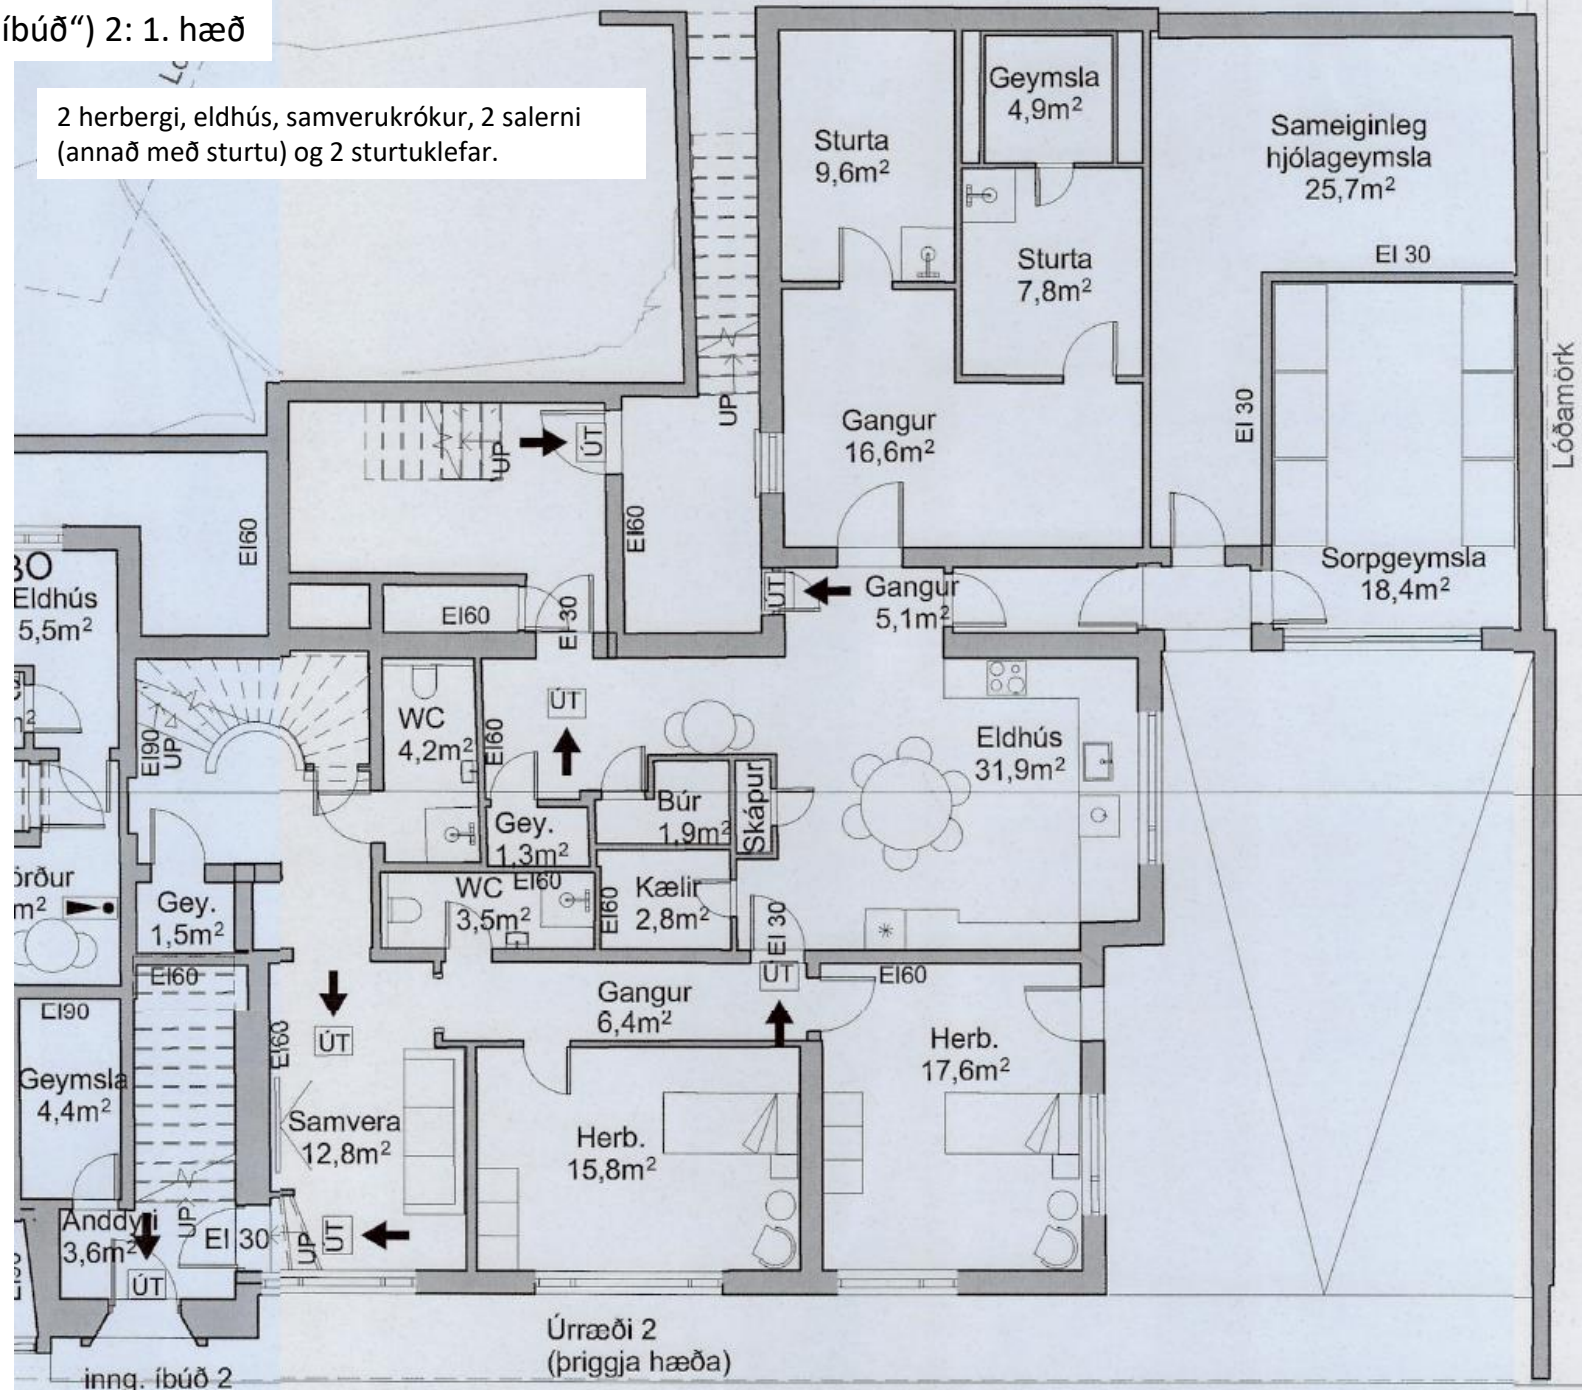 íbúð“) 2: 1. hæð
2 herbergi, eldhús, samverukrókur, 2 salerni
(annað með sturtu) og 2 sturtuklefar.
Geymsla
4,9m²
Sturta
9,6m²
Sameiginleg
hjólageymsla
25,7m²
Sturta
7,8m²
EI 30
Lóðamörk
UP
EI 30
Gangur
16,6m²
UP
ÚT
EI60
EI60
Sorpgeymsla
18,4m²
ÚT
Gangur
5,1m²
Eldhús
5,5m²
EI60
EI 30
ÚT
WC
4,2m²
EI60
EI90
UP
Eldhús
31,9m²
Búr
1,9m²
Skápur
Gey.
1,3m²
WC
3,5m²
EI60
EI60
Kælir
2,8m²
EI 30
Gey.
1,5m²
m²
EI60
ÚT
EI60
Gangur
6,4m²
EI90
EI60
ÚT
Herb.
17,6m²
Geymsla
4,4m²
Samvera
12,8m²
Herb.
15,8m²
Anddyri
3,6m²
UP
EI 30
UP
ÚT
ÚT
Úrræði 2
(þriggja hæða)
inng. íbúð 2